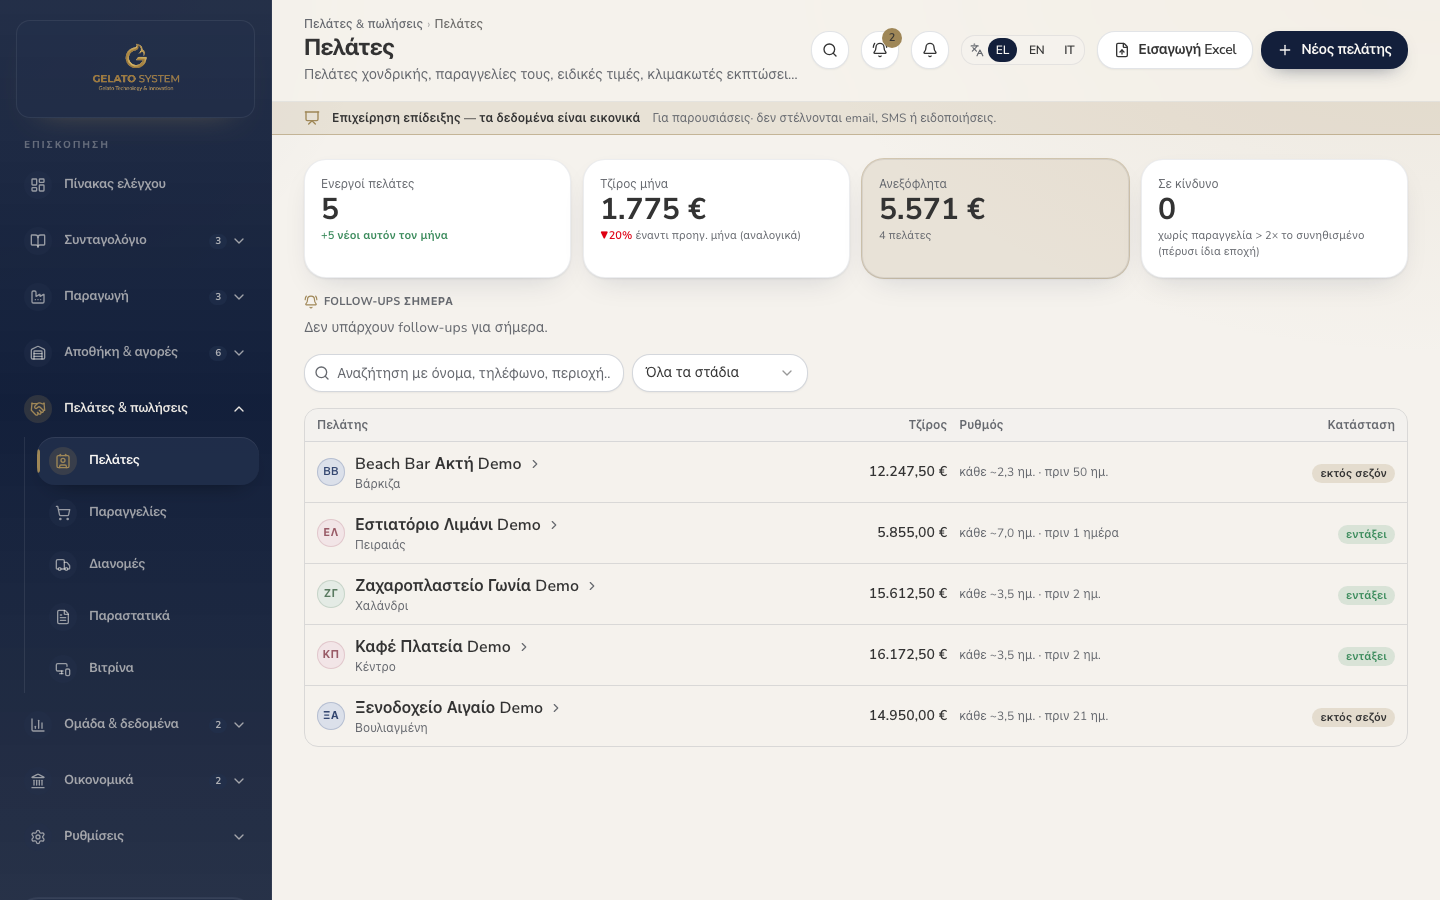 GELATO SYSTEM
Gelato Technology & Innovation
ΕΠΙΣΚΟΠΗΣΗ
Πίνακας ελέγχου
Συνταγολόγιο 3
Παραγωγή 3
Αποθήκη & αγορές 6
Πελάτες & πωλήσεις
Πελάτες
Παραγγελίες
Διανομές
Παραστατικά
Βιτρίνα
Ομάδα & δεδομένα 2
Οικονομικά 2
Ρυθμίσεις
Πελάτες & πωλήσεις › Πελάτες
Πελάτες
Πελάτες χονδρικής, παραγγελίες τους, ειδικές τιμές, κλιμακωτές εκπτώσει...
2
EL EN IT
Εισαγωγή Excel
Νέος πελάτης
Επιχείρηση επίδειξης — τα δεδομένα είναι εικονικά Για παρουσιάσεις· δεν στέλνονται email, SMS ή ειδοποιήσεις.
Ενεργοί πελάτες
5
+5 νέοι αυτόν τον μήνα
Τζίρος μήνα
1.775 €
▼20% έναντι προηγ. μήνα (αναλογικά)
Ανεξόφλητα
5.571 €
4 πελάτες
Σε κίνδυνο
0
χωρίς παραγγελία > 2× το συνηθισμένο
(πέρυσι ίδια εποχή)
FOLLOW-UPS ΣΗΜΕΡΑ
Δεν υπάρχουν follow-ups για σήμερα.
Αναζήτηση με όνομα, τηλέφωνο, περιοχή..
Όλα τα στάδια
Πελάτης Τζίρος Ρυθμός Κατάσταση
BB Beach Bar Ακτή Demo 12.247,50 € κάθε ~2,3 ημ. · πριν 50 ημ. εκτός σεζόν
Βάρκιζα
ΕΛ Εστιατόριο Λιμάνι Demo 5.855,00 € κάθε ~7,0 ημ. · πριν 1 ημέρα εντάξει
Πειραιάς
ΖΓ Ζαχαροπλαστείο Γωνία Demo 15.612,50 € κάθε ~3,5 ημ. · πριν 2 ημ. εντάξει
Χαλάνδρι
ΚΠ Καφέ Πλατεία Demo 16.172,50 € κάθε ~3,5 ημ. · πριν 2 ημ. εντάξει
Κέντρο
ΞΑ Ξενοδοχείο Αιγαίο Demo 14.950,00 € κάθε ~3,5 ημ. · πριν 21 ημ. εκτός σεζόν
Βουλιαγμένη